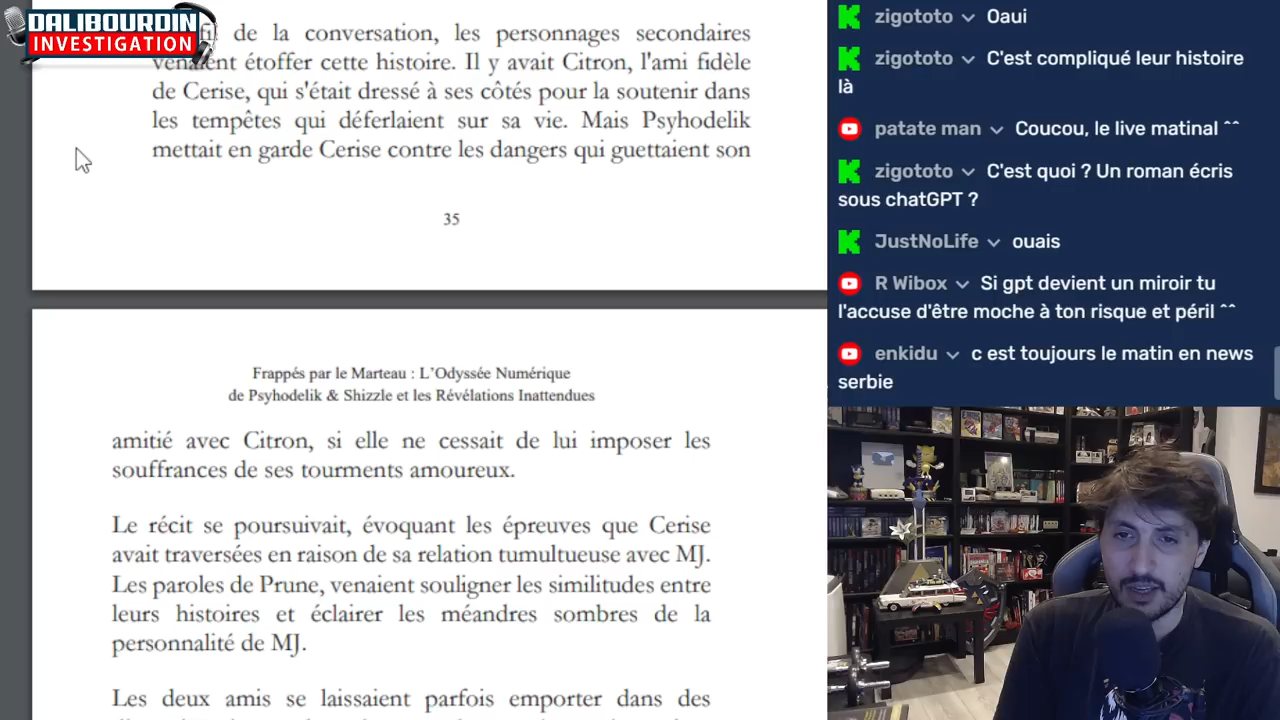 DALIBOURDIN
INVESTIGATION
de la conversation, les personnages secondaires
venaient étoffer cette histoire. Il y avait Citron, l'ami fidèle
de Cerise, qui s'était dressé à ses côtés pour la soutenir dans
les tempêtes qui déferlaient sur sa vie. Mais Psyhodelik
mettait en garde Cerise contre les dangers qui guettaient son
35
Frappés par le Marteau : L'Odyssée Numérique
de Psyhodelik & Shizzle et les Révélations Inattendues
amitié avec Citron, si elle ne cessait de lui imposer les
souffrances de ses tourments amoureux.
Le récit se poursuivait, évoquant les épreuves que Cerise
avait traversées en raison de sa relation tumultueuse avec MJ.
Les paroles de Prune, venaient souligner les similitudes entre
leurs histoires et éclairer les méandres sombres de la
personnalité de MJ.
Les deux amis se laissaient parfois emporter dans des
zigototo Oaui
zigototo C'est compliqué leur histoire
là
patate man Coucou, le live matinal ^^
zigototo C'est quoi ? Un roman écris
sous chatGPT ?
JustNoLife ouais
R Wibox Si gpt devient un miroir tu
l'accuse d'être moche à ton risque et péril ^^
enkidu c est toujours le matin en news
serbie